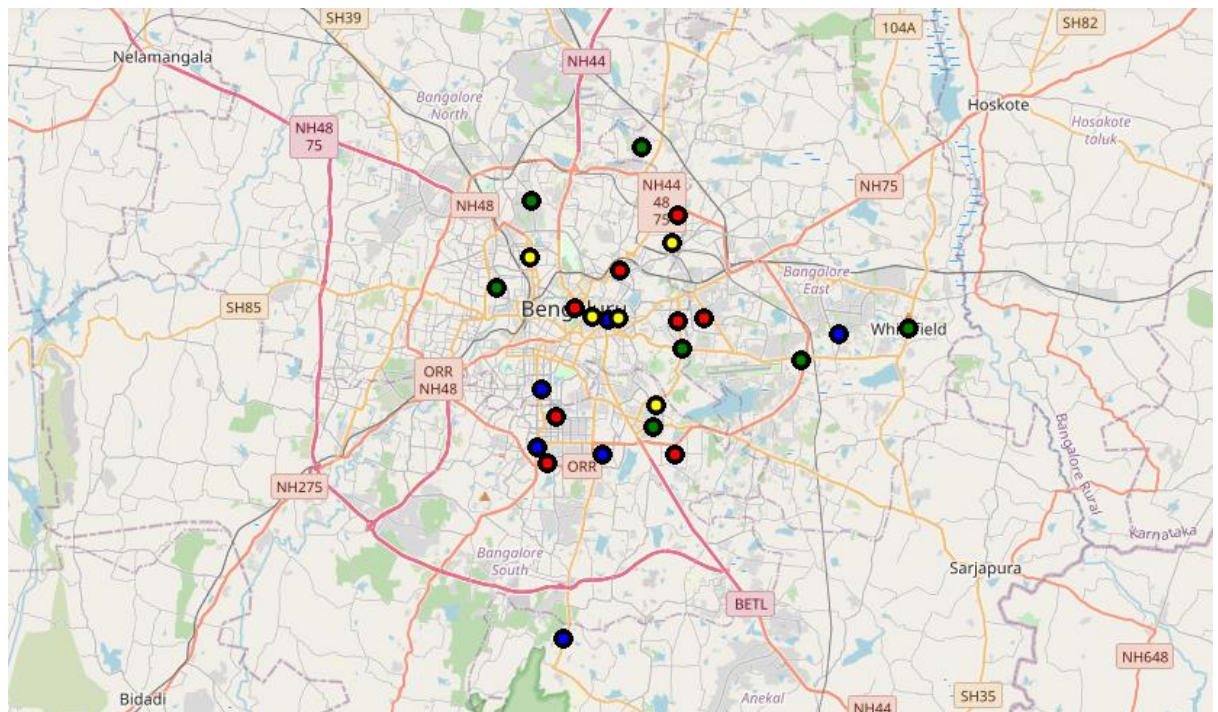 SH39
SH82
104A
Nelamangala
NH44
Bangalore
North
Hoskote
NH48
75
Hosakote
taluk
NH44
48
75
NH75
NH48
Bangalore
East
SH85
Bengaluru
Whitefield
ORR
NH48
ORR
NH275
Bangalore Rural
Karnataka
Bangalore
South
Sarjapura
BETL
NH648
Bidadi
Anekal
SH35
NH44